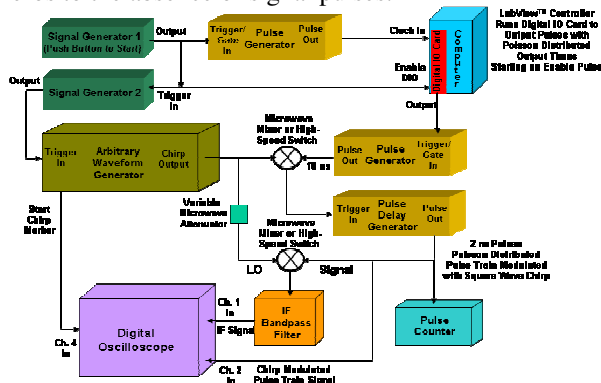 Signal Generator 1
(Push Button to Start)
Output
Trigger/
Gate
In
Pulse
Generator
Pulse
Out
Clock In
Enable
DIO
Digital IO Card
Computer
LabView™ Controller
Runs Digital IO Card to
Output Pulses with
Poisson Distributed
Output Times
Starting on Enable Pulse
Output
Signal Generator 2
Trigger
In
Output
Microwave
Mixer or High-
Speed Switch
Trigger
In
Arbitrary
Waveform
Generator
Chirp
Output
Pulse
Out
Pulse
Generator
Trigger/
Gate
In
10 ns
Start
Chirp
Marker
Variable
Microwave
Attenuator
Trigger
In
Pulse
Delay
Generator
Pulse
Out
Microwave
Mixer or High-
Speed Switch
LO
Signal
2 ns Pulses
Poisson Distributed
Pulse Train Modulated
with Square Wave Chirp
Digital
Oscilloscope
Ch. 1
In
IF Signal
IF
Bandpass
Filter
Pulse
Counter
Ch. 4
In
Ch. 2
In
Chirp Modulated
Pulse Train Signal